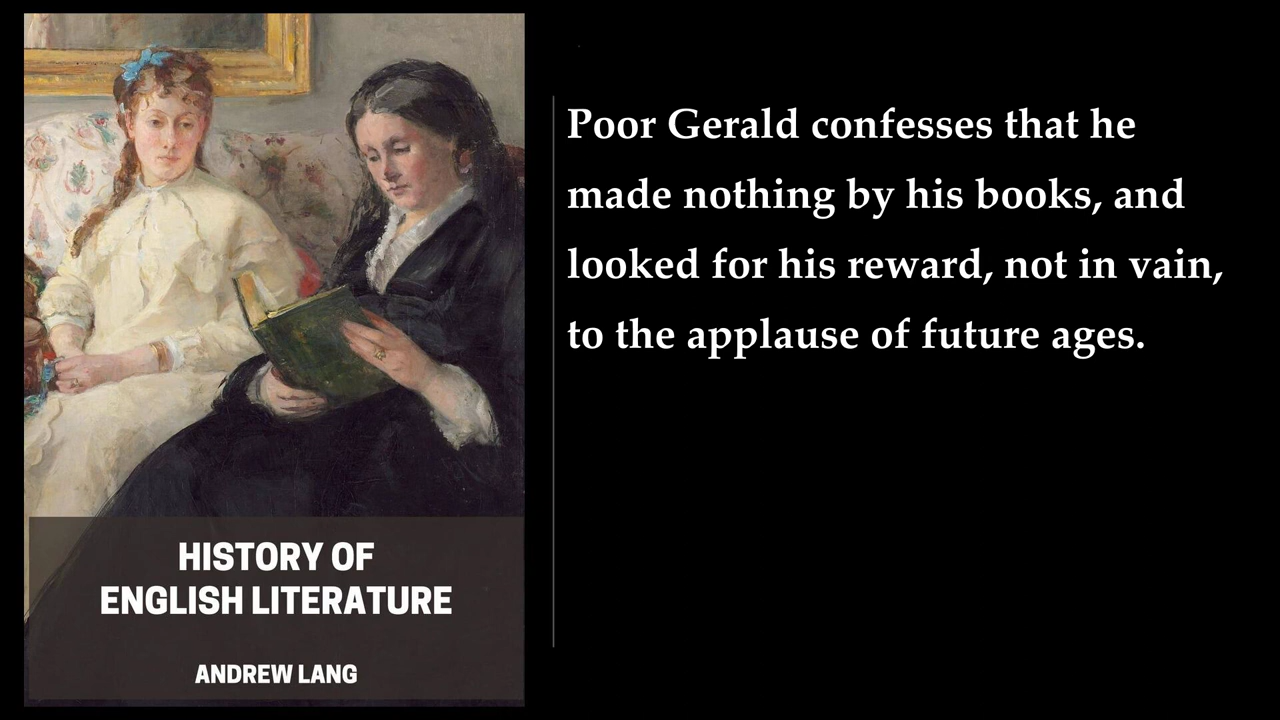 HISTORY OF
ENGLISH LITERATURE
ANDREW LANG
Poor Gerald confesses that he
made nothing by his books, and
looked for his reward, not in vain,
to the applause of future ages.